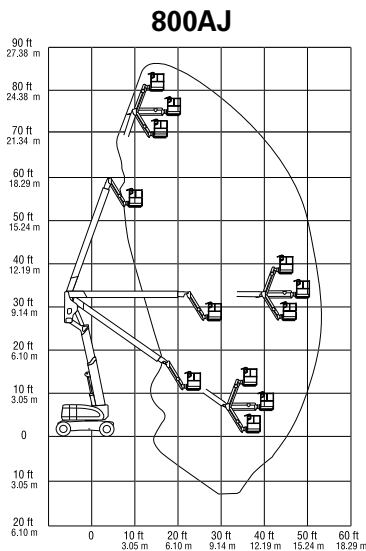 800AJ
90 ft
27.38 m
80 ft
24.38 m
70 ft
21.34 m
60 ft
18.29 m
50 ft
15.24 m
40 ft
12.19 m
30 ft
9.14 m
20 ft
6.10 m
10 ft
3.05 m
0
10 ft
3.05 m
20 ft
6.10 m
0 10 ft 20 ft 30 ft 40 ft 50 ft 60 ft
3.05 m 6.10 m 9.14 m 12.19 m 15.24 m 18.29 m